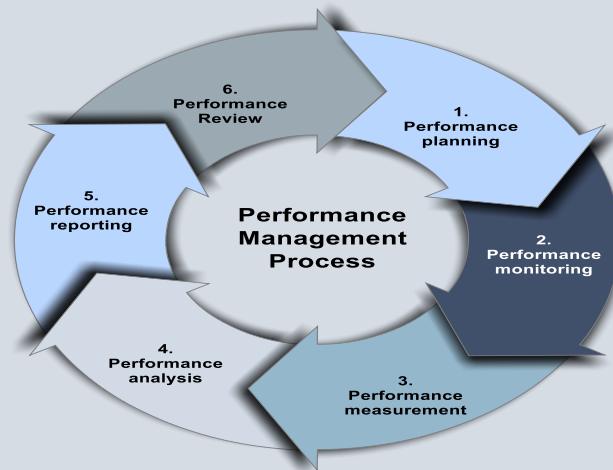 1.
Performance
planning
2.
Performance
monitoring
3.
Performance
measurement
4.
Performance
analysis
5.
Performance
reporting
6.
Performance
Review
Performance
Management
Process